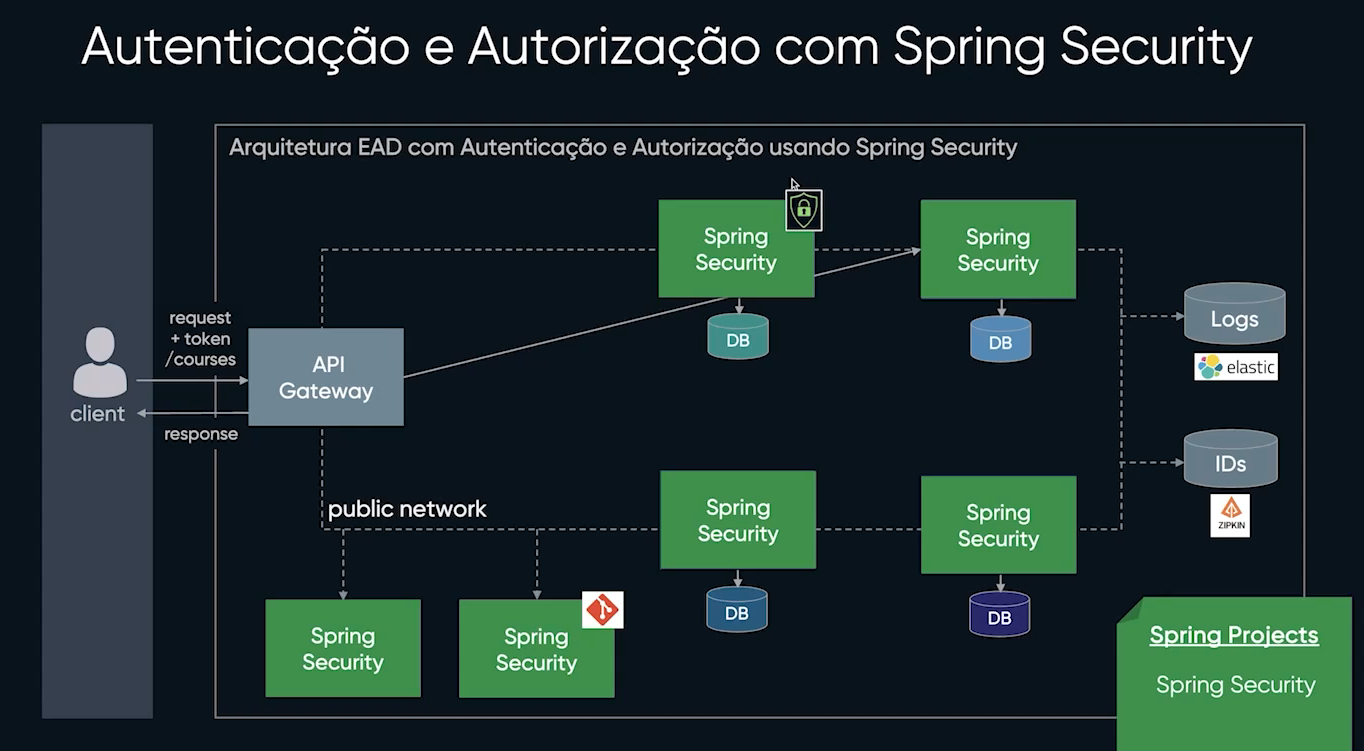 Autenticação e Autorização com Spring Security
Arquitetura EAD com Autenticação e Autorização usando Spring Security
Spring
Security
DB
Spring
Security
DB
Logs
elastic
request
+ token
/courses
API
Gateway
client
response
IDs
ZIPKIN
public network
Spring
Security
DB
Spring
Security
DB
Spring
Security
Spring
Security
Spring Projects
Spring Security